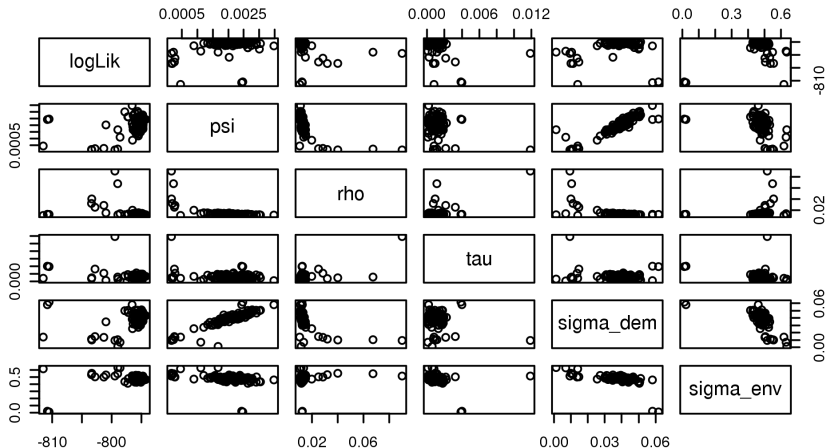 0.0005 0.0025 0.000 0.006 0.012 0.0 0.3 0.6
logLik -810
0.0005 psi
rho 0.02
0.000 tau
sigma_dem 0.00 0.06
0.0 0.5 sigma_env
-810 -800 0.02 0.06 0.00 0.03 0.06